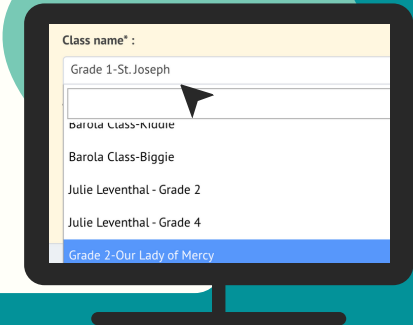 Class name* :
Grade 1-St. Joseph
Barola Class-Kiddie
Barola Class-Biggie
Julie Leventhal - Grade 2
Julie Leventhal - Grade 4
Grade 2-Our Lady of Mercy